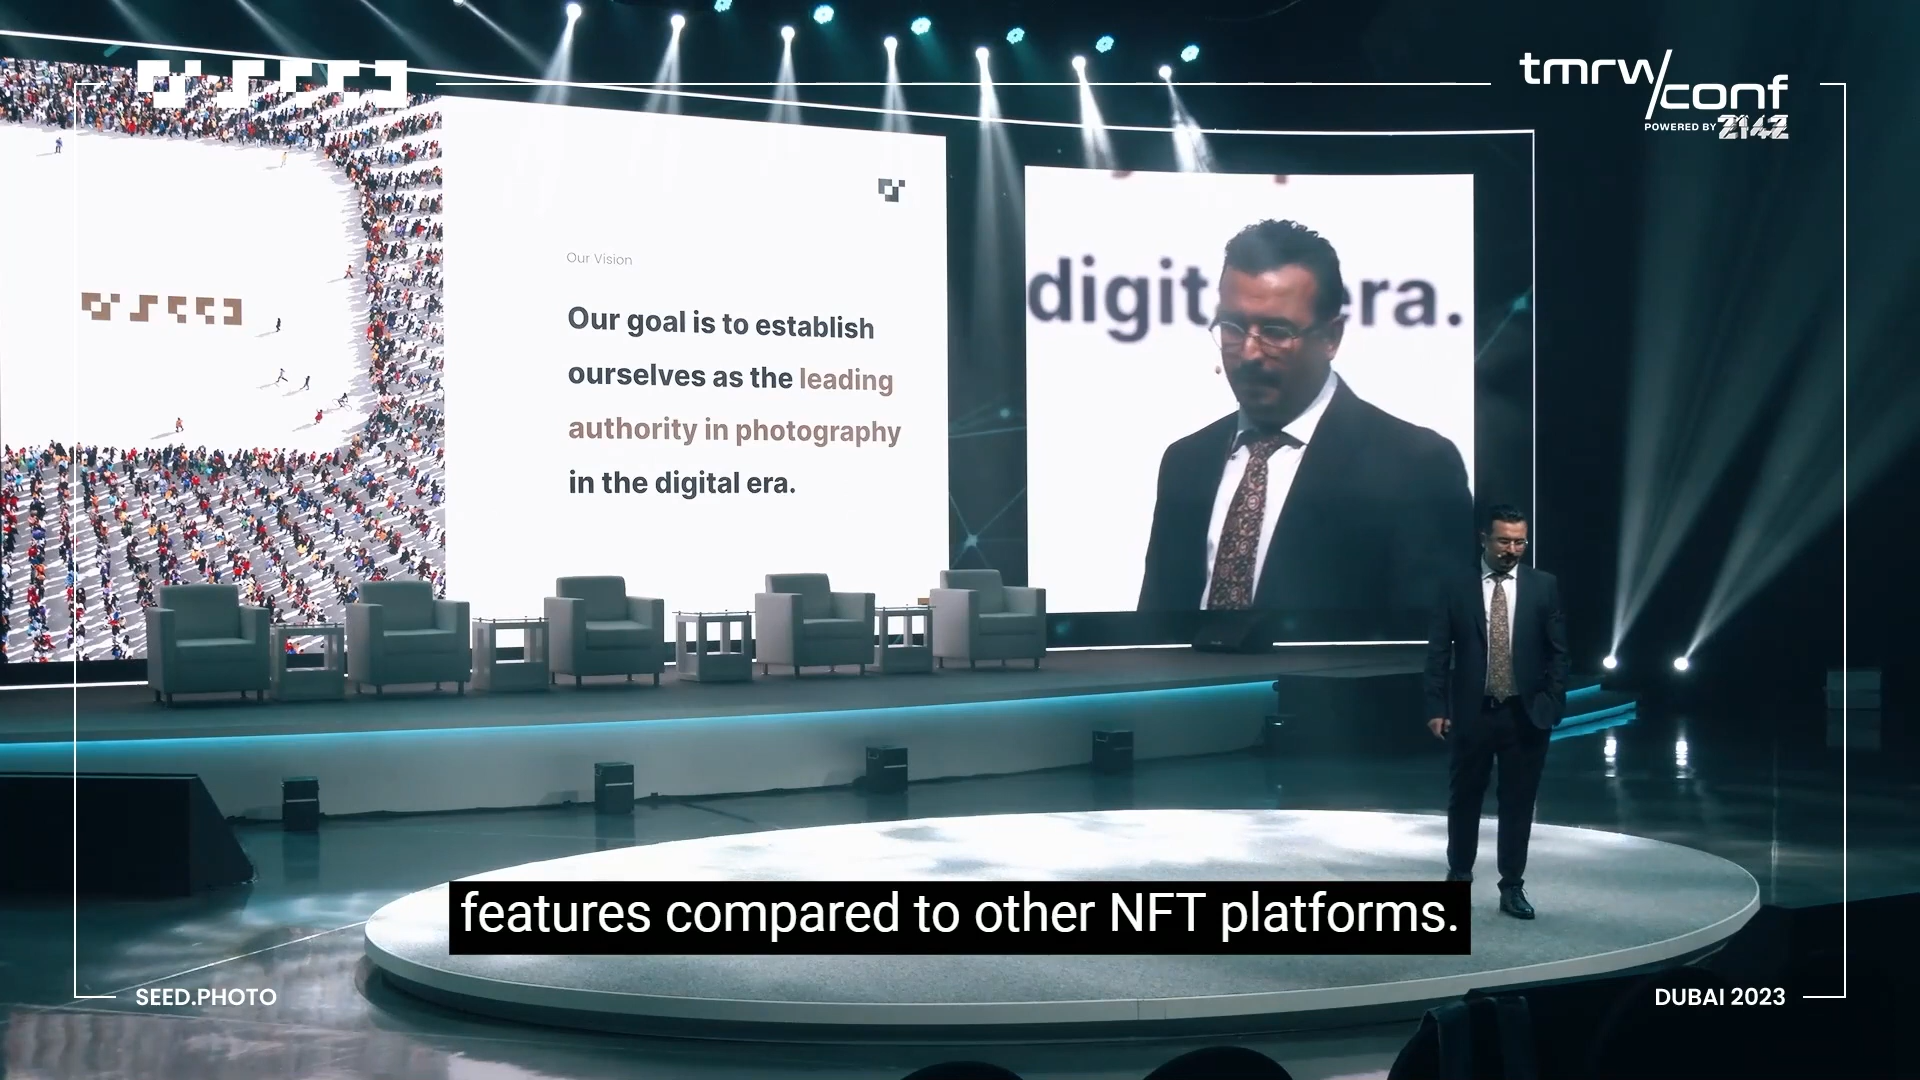 tmrw/conf
POWERED BY 2142
Our Vision
Our goal is to establish
ourselves as the leading
authority in photography
in the digital era.
digit era.
features compared to other NFT platforms.
SEED.PHOTO
DUBAI 2023